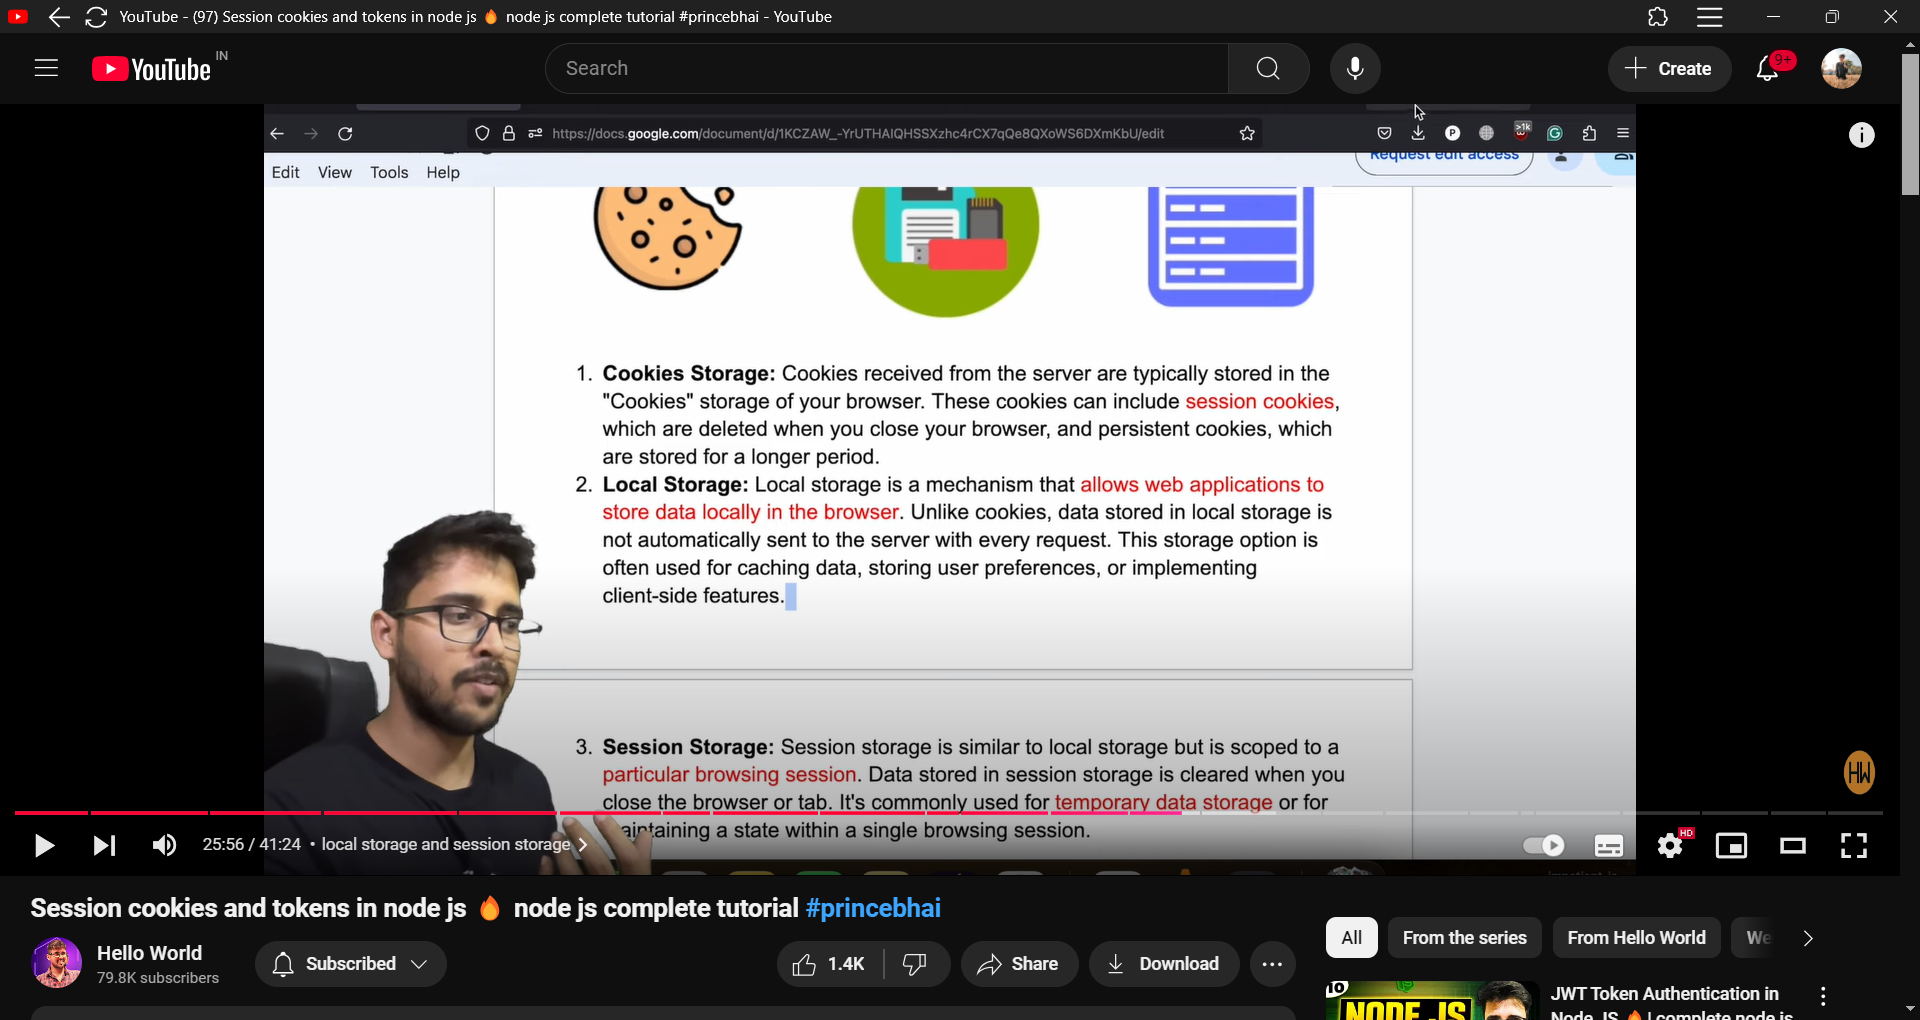 YouTube - (97) Session cookies and tokens in node js 🔥 node js complete tutorial #princebhai - YouTube
YouTube IN
Search
Create
9+
https://docs.google.com/document/d/1KCZAW_-YrUTHAIQHSSXzhc4rCX7qQe8QXoWS6DXmKbU/edit
>1k
Edit View Tools Help
Request edit access
1. Cookies Storage: Cookies received from the server are typically stored in the
"Cookies" storage of your browser. These cookies can include session cookies,
which are deleted when you close your browser, and persistent cookies, which
are stored for a longer period.
2. Local Storage: Local storage is a mechanism that allows web applications to
store data locally in the browser. Unlike cookies, data stored in local storage is
not automatically sent to the server with every request. This storage option is
often used for caching data, storing user preferences, or implementing
client-side features.
3. Session Storage: Session storage is similar to local storage but is scoped to a
particular browsing session. Data stored in session storage is cleared when you
close the browser or tab. It's commonly used for temporary data storage or for
aintaining a state within a single browsing session.
HW
25:56 / 41:24 • local storage and session storage
HD
Session cookies and tokens in node js 🔥 node js complete tutorial #princebhai
Hello World
79.8K subscribers
Subscribed
1.4K
Share
Download
All
From the series
From Hello World
We
NODE JS
JWT Token Authentication in
Node JS 🔥 | complete node js